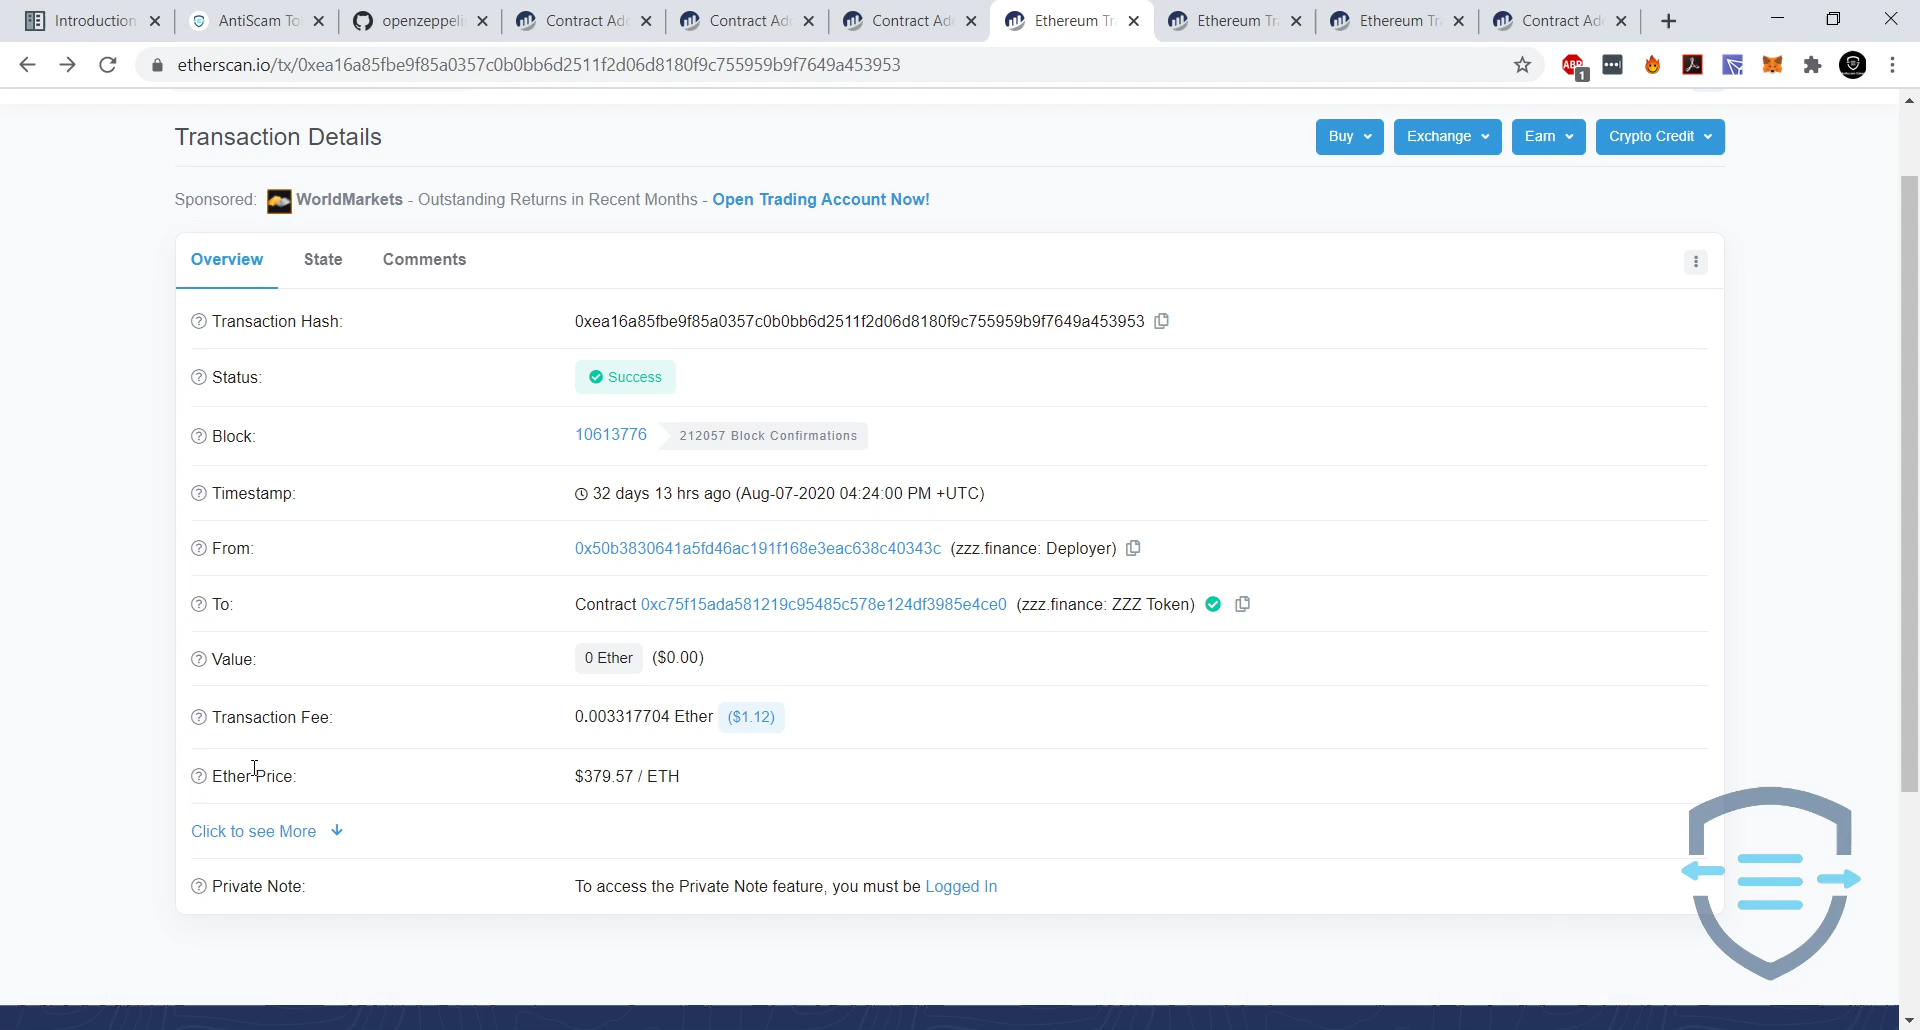 Introduction
AntiScam To
openzeppeli
Contract Ad
Contract Ad
Contract Ad
Ethereum Tr
Ethereum Tr
Ethereum Tr
Contract Ad
etherscan.io/tx/0xea16a85fbe9f85a0357c0b0bb6d2511f2d06d8180f9c755959b9f7649a453953
ABP
1
Transaction Details
Buy
Exchange
Earn
Crypto Credit
Sponsored: WorldMarkets - Outstanding Returns in Recent Months - Open Trading Account Now!
Overview
State
Comments
Transaction Hash: 0xea16a85fbe9f85a0357c0b0bb6d2511f2d06d8180f9c755959b9f7649a453953
Status: Success
Block: 10613776 212057 Block Confirmations
Timestamp: 32 days 13 hrs ago (Aug-07-2020 04:24:00 PM +UTC)
From: 0x50b3830641a5fd46ac191f168e3eac638c40343c (zzz.finance: Deployer)
To: Contract 0xc75f15ada581219c95485c578e124df3985e4ce0 (zzz.finance: ZZZ Token)
Value: 0 Ether ($0.00)
Transaction Fee: 0.003317704 Ether ($1.12)
Ether Price: $379.57 / ETH
Click to see More
Private Note: To access the Private Note feature, you must be Logged In